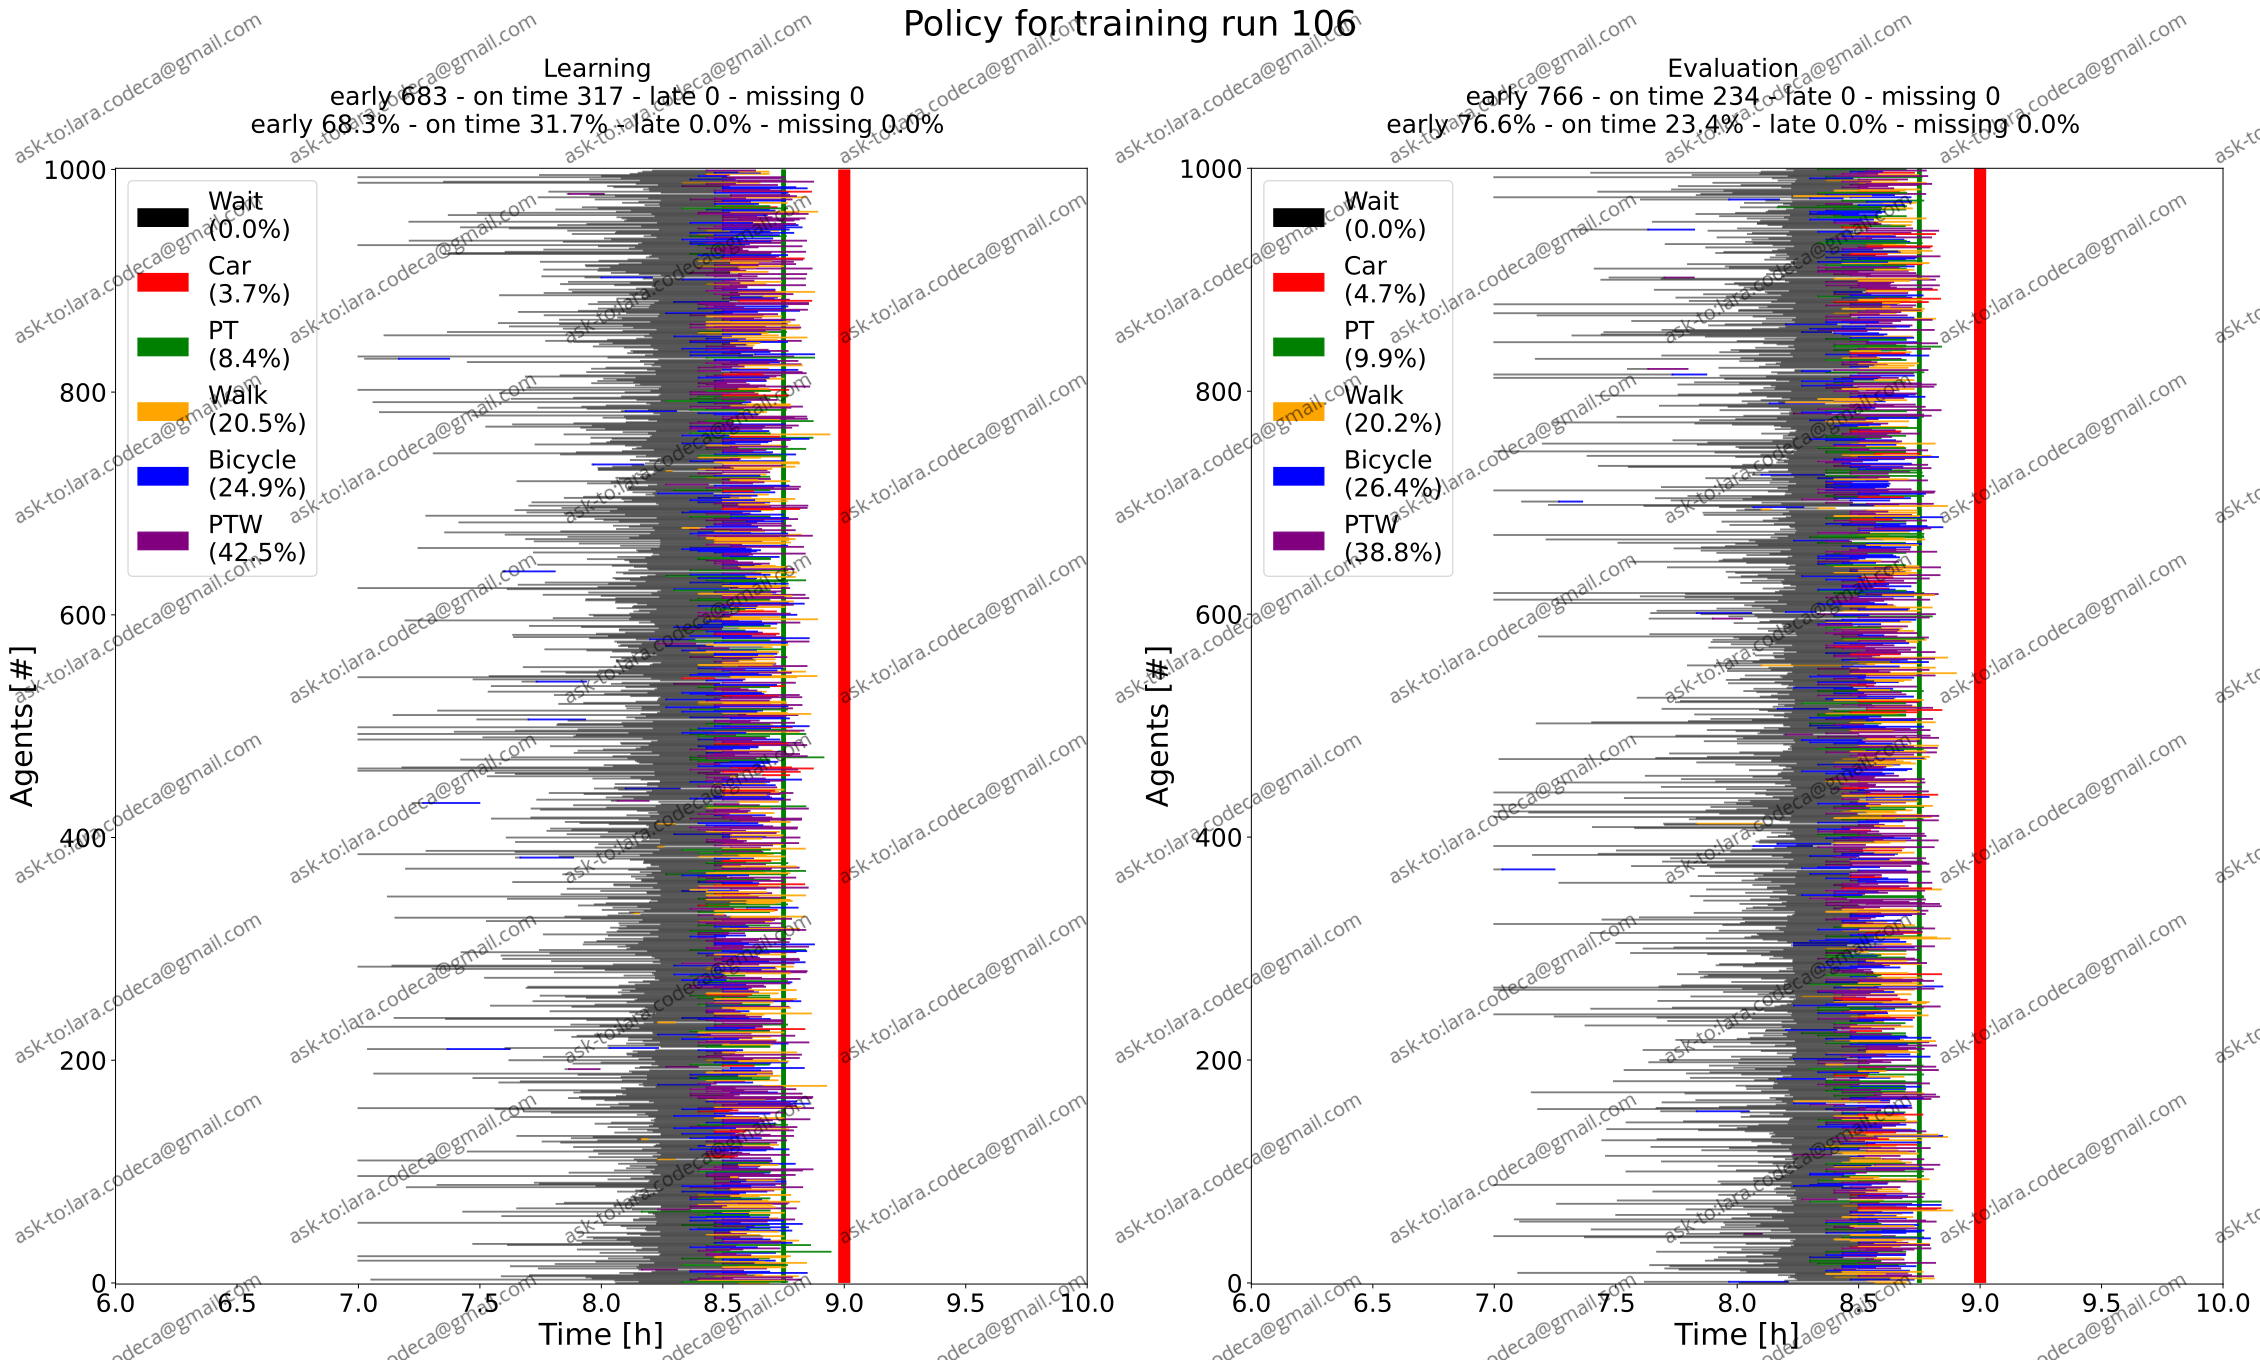 Policy for training run 106
Learning
early 683 - on time 317 - late 0 - missing 0
early 68.3% - on time 31.7% - late 0.0% - missing 0.0%
1000
800
600
400
200
0
Agents [#]
Wait
(0.0%)
Car
(3.7%)
PT
(8.4%)
Walk
(20.5%)
Bicycle
(24.9%)
PTW
(42.5%)
6.0 6.5 7.0 7.5 8.0 8.5 9.0 9.5 10.0
Time [h]
Evaluation
early 766 - on time 234 - late 0 - missing 0
early 76.6% - on time 23.4% - late 0.0% - missing 0.0%
1000
800
600
400
200
0
Agents [#]
Wait
(0.0%)
Car
(4.7%)
PT
(9.9%)
Walk
(20.2%)
Bicycle
(26.4%)
PTW
(38.8%)
6.0 6.5 7.0 7.5 8.0 8.5 9.0 9.5 10.0
Time [h]
ask-to:lara.codeca@gmail.com